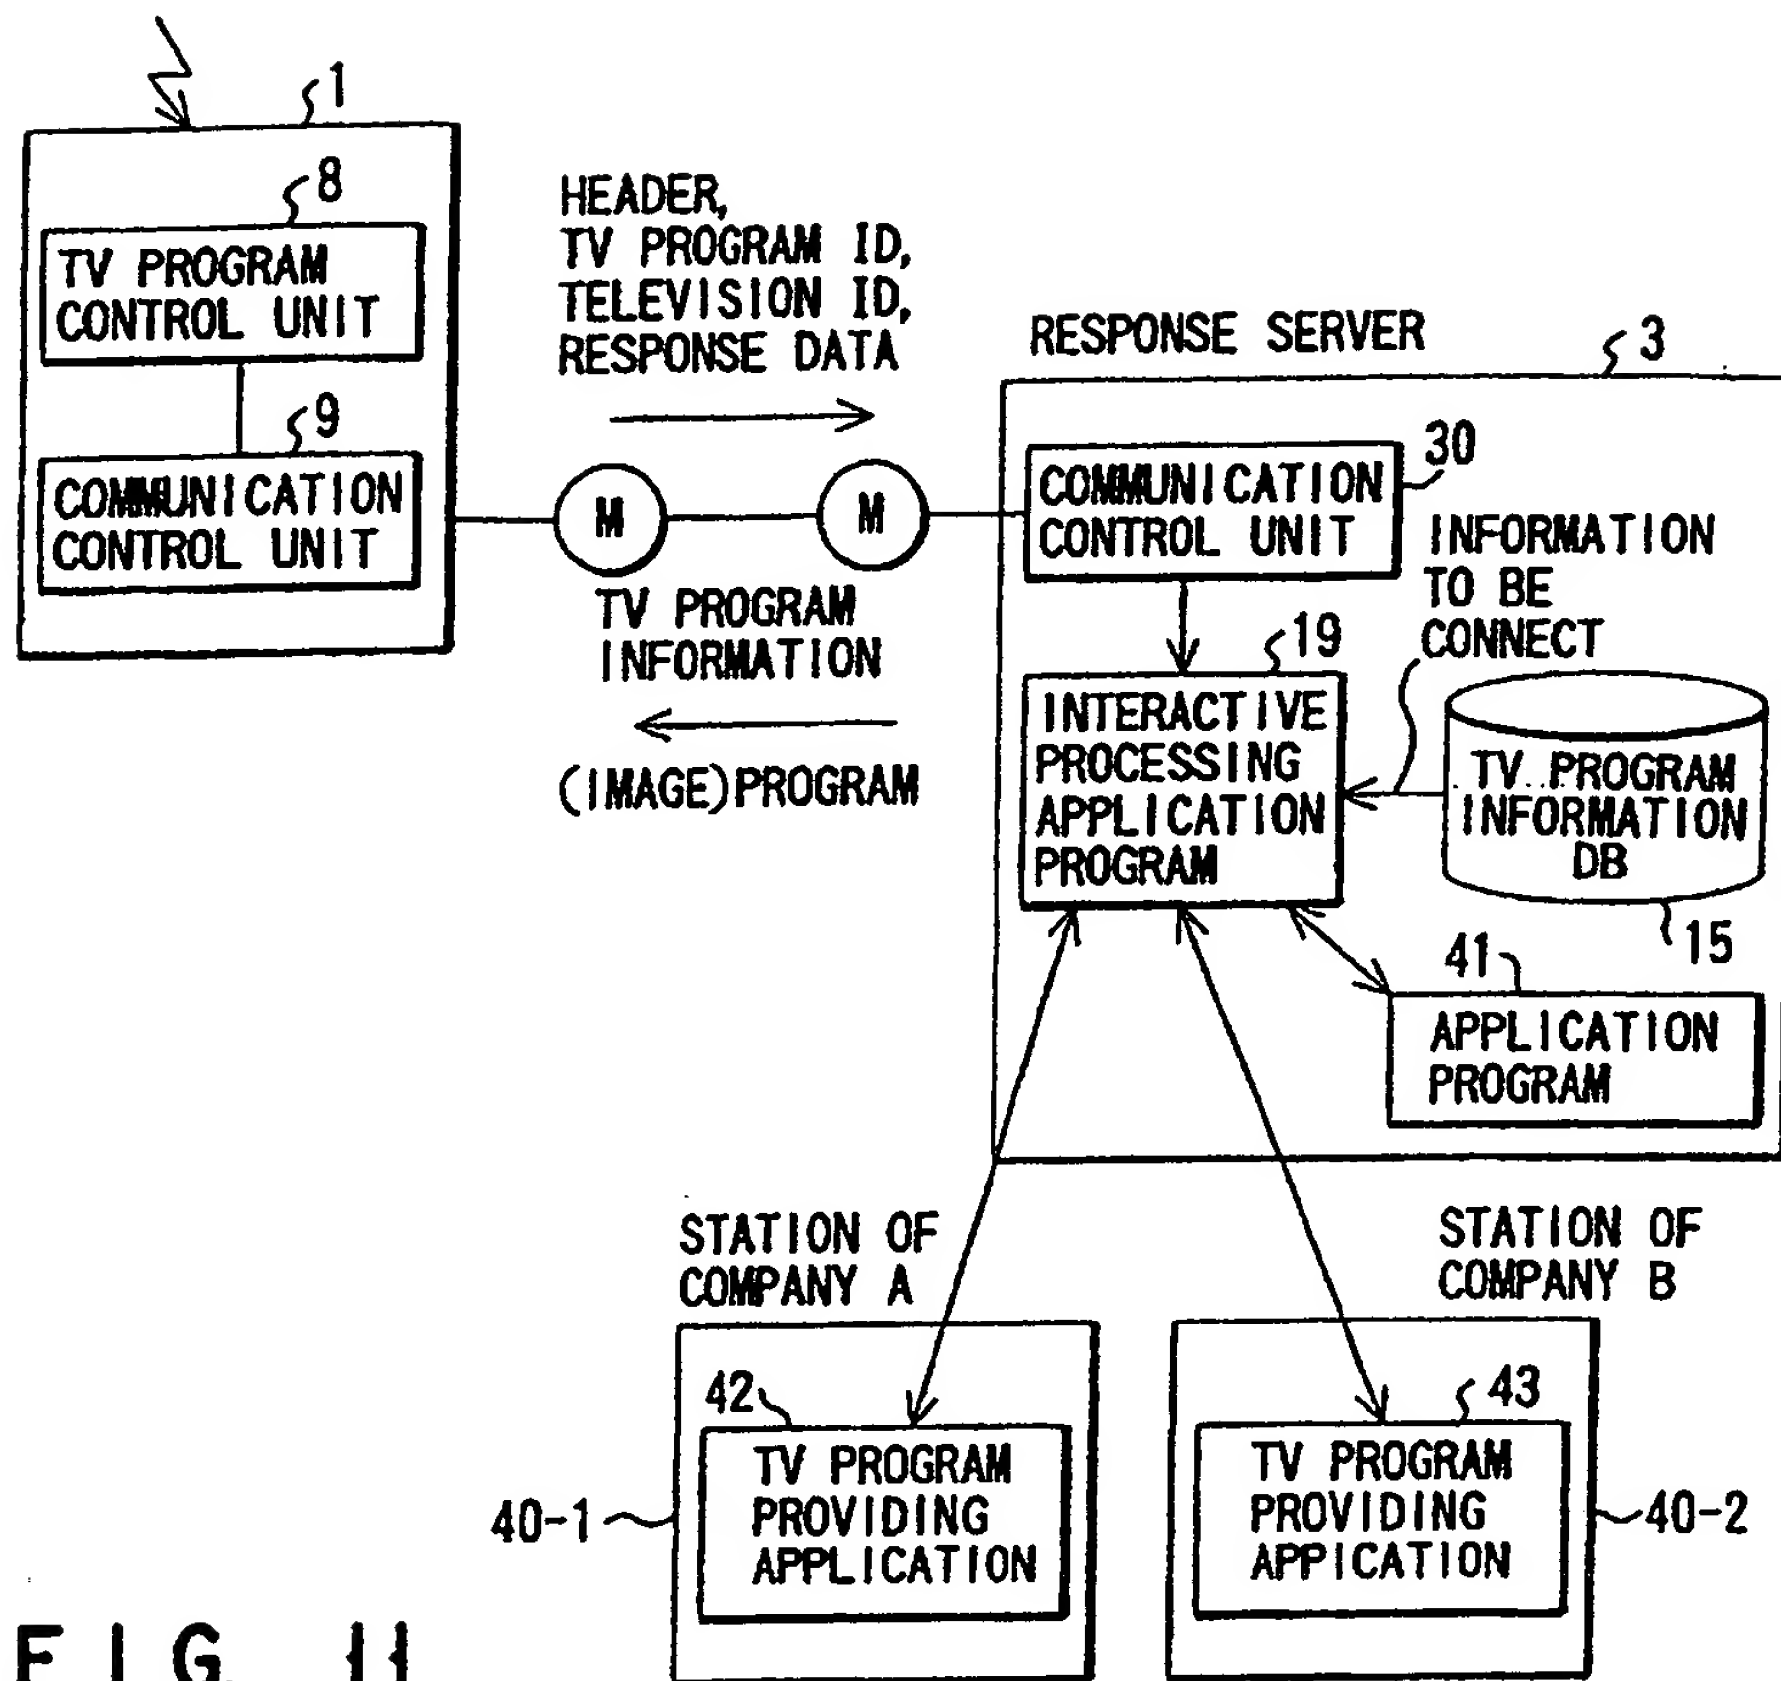 1
8
TV PROGRAM
CONTROL UNIT
9
COMMUNICATION
CONTROL UNIT
HEADER,
TV PROGRAM ID,
TELEVISION ID,
RESPONSE DATA
M
M
TV PROGRAM
INFORMATION
(IMAGE)PROGRAM
RESPONSE SERVER
3
COMMUNICATION
CONTROL UNIT
30
INFORMATION
TO BE
CONNECT
19
INTERACTIVE
PROCESSING
APPLICATION
PROGRAM
TV PROGRAM
INFORMATION
DB
15
41
APPLICATION
PROGRAM
STATION OF
COMPANY A
42
TV PROGRAM
PROVIDING
APPLICATION
40-1
STATION OF
COMPANY B
43
TV PROGRAM
PROVIDING
APPICATION
40-2
FIG. 11